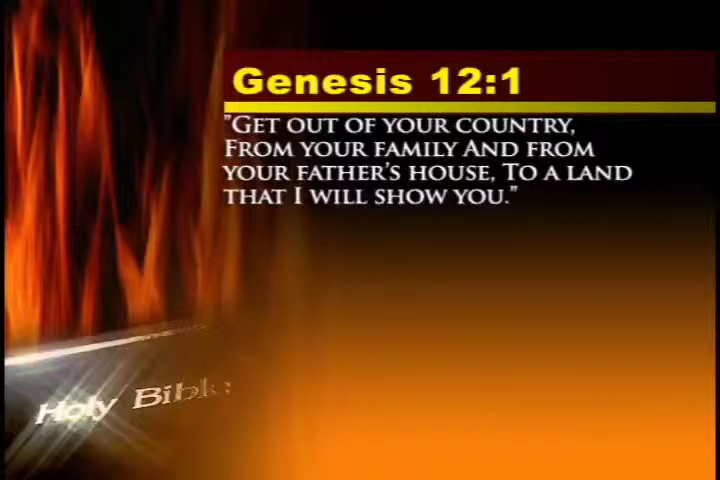 Genesis 12:1
"Get out of your country,
From your family And from
your father's house, To a land
that I will show you."
Holy Bible